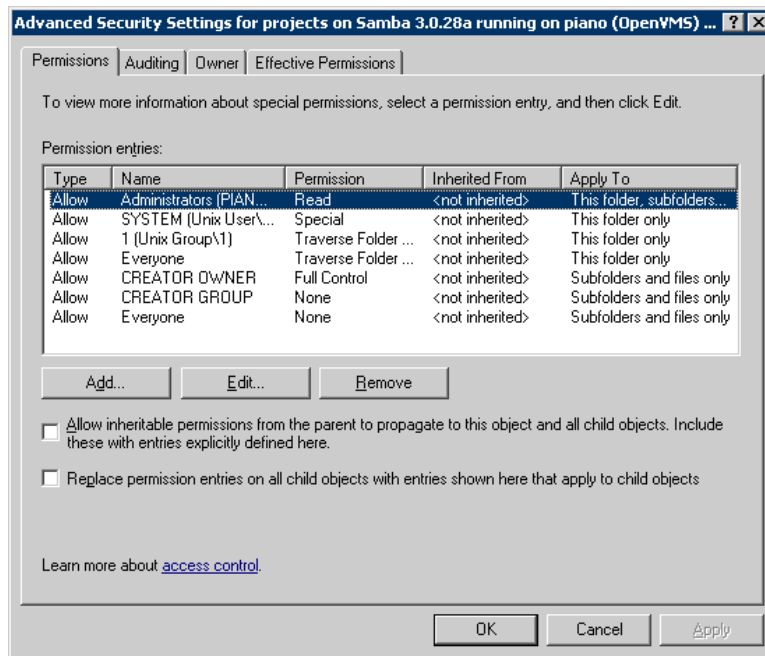 Advanced Security Settings for projects on Samba 3.0.28a running on piano (OpenVMS) ... ? X
Permissions Auditing Owner Effective Permissions
To view more information about special permissions, select a permission entry, and then click Edit.
Permission entries:
Type Name Permission Inherited From Apply To
Allow Administrators (PIAN... Read <not inherited> This folder, subfolders...
Allow SYSTEM (Unix User\... Special <not inherited> This folder only
Allow 1 (Unix Group\1) Traverse Folder ... <not inherited> This folder only
Allow Everyone Traverse Folder ... <not inherited> This folder only
Allow CREATOR OWNER Full Control <not inherited> Subfolders and files only
Allow CREATOR GROUP None <not inherited> Subfolders and files only
Allow Everyone None <not inherited> Subfolders and files only
Add... Edit... Remove
Allow inheritable permissions from the parent to propagate to this object and all child objects. Include
these with entries explicitly defined here.
Replace permission entries on all child objects with entries shown here that apply to child objects
Learn more about access control.
OK Cancel Apply